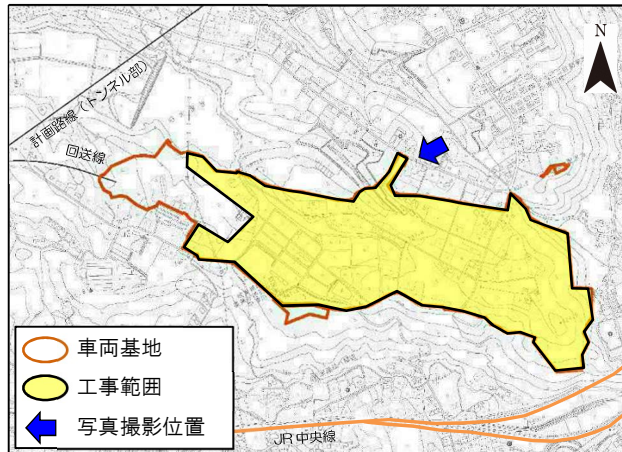 N
計画路線（トンネル部）
回送線
車両基地
工事範囲
写真撮影位置
JR中央線